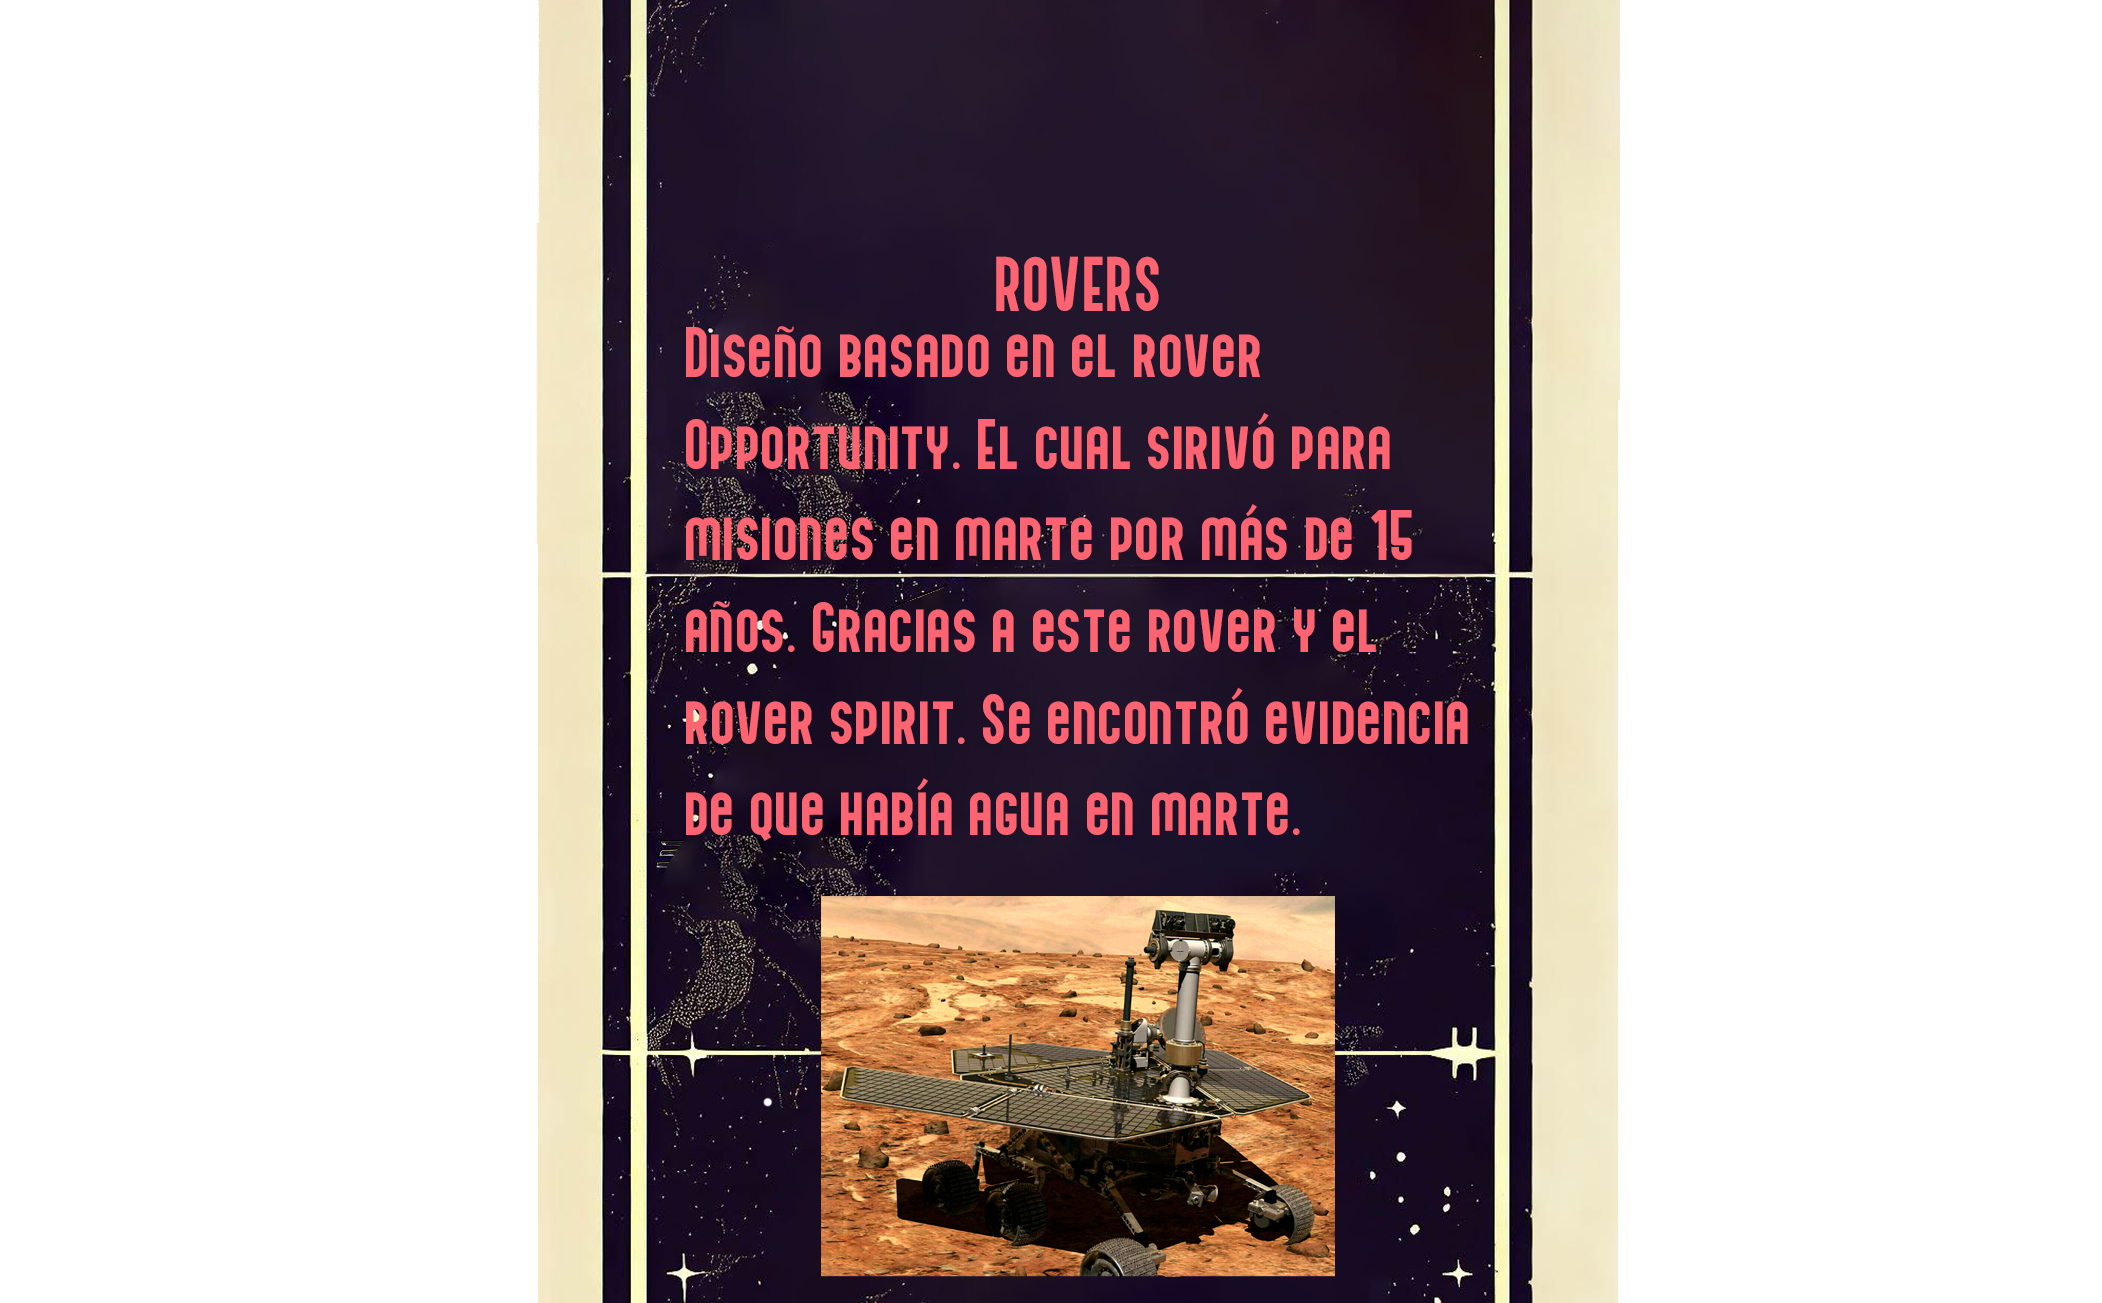 ROVERS
Diseño basado en el rover
Opportunity. El cual sirivó para
misiones en marte por más de 15
años. Gracias a este rover y el
rover spirit. Se encontró evidencia
de que había agua en marte.